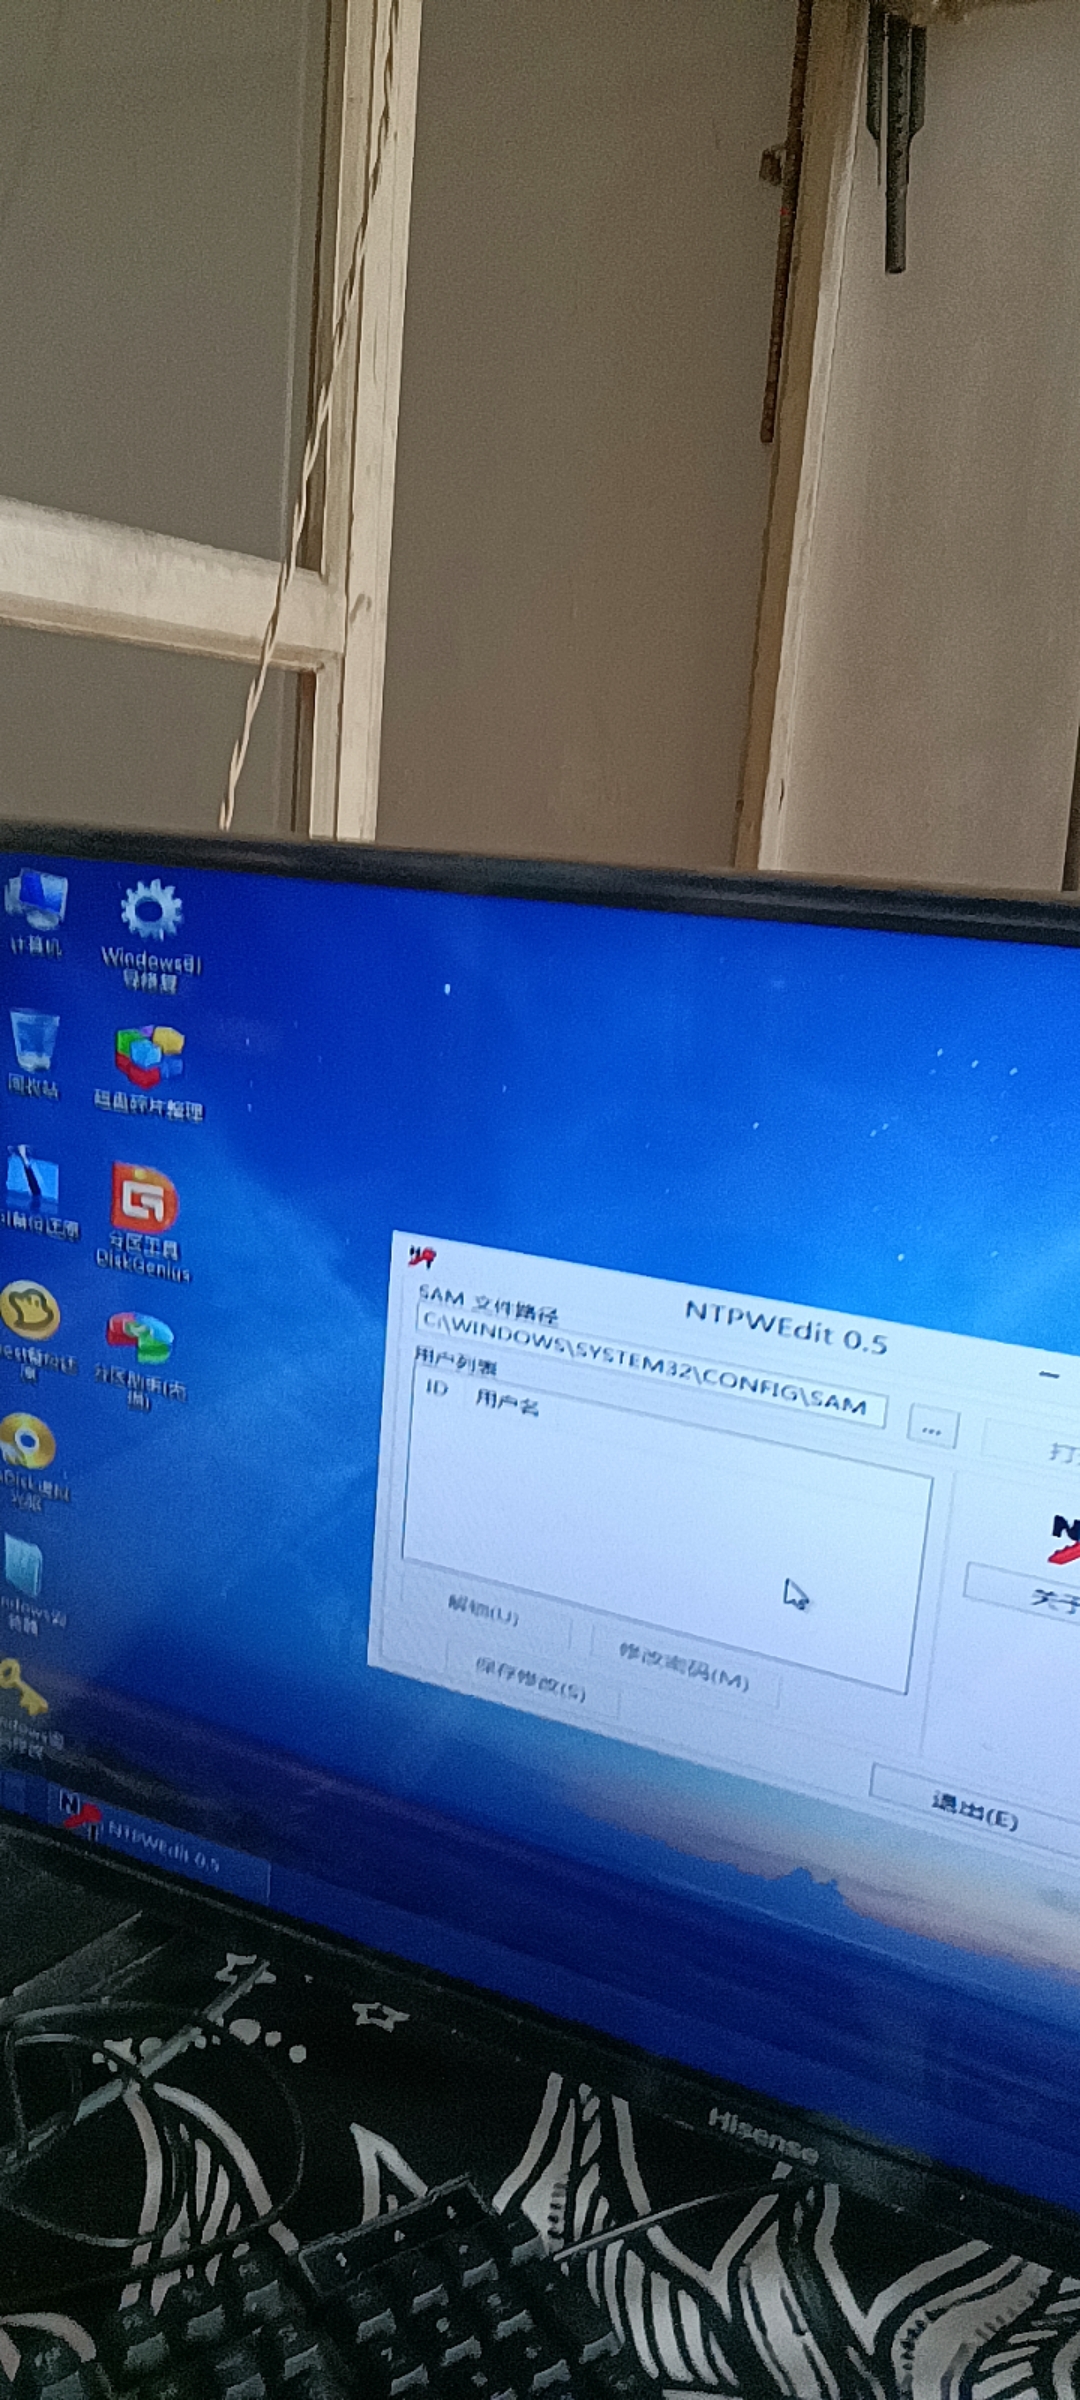 计算机
Windows引
导修复
回收站
磁盘碎片整理
分区工具
DiskGenius
NTPWEdit 0.5
SAM 文件路径
C:\WINDOWS\SYSTEM32\CONFIG\SAM
...
用户列表
ID 用户名
解锁(U)
修改密码(M)
保存修改(S)
退出(E)
NTPWEdit 0.5
Hisense